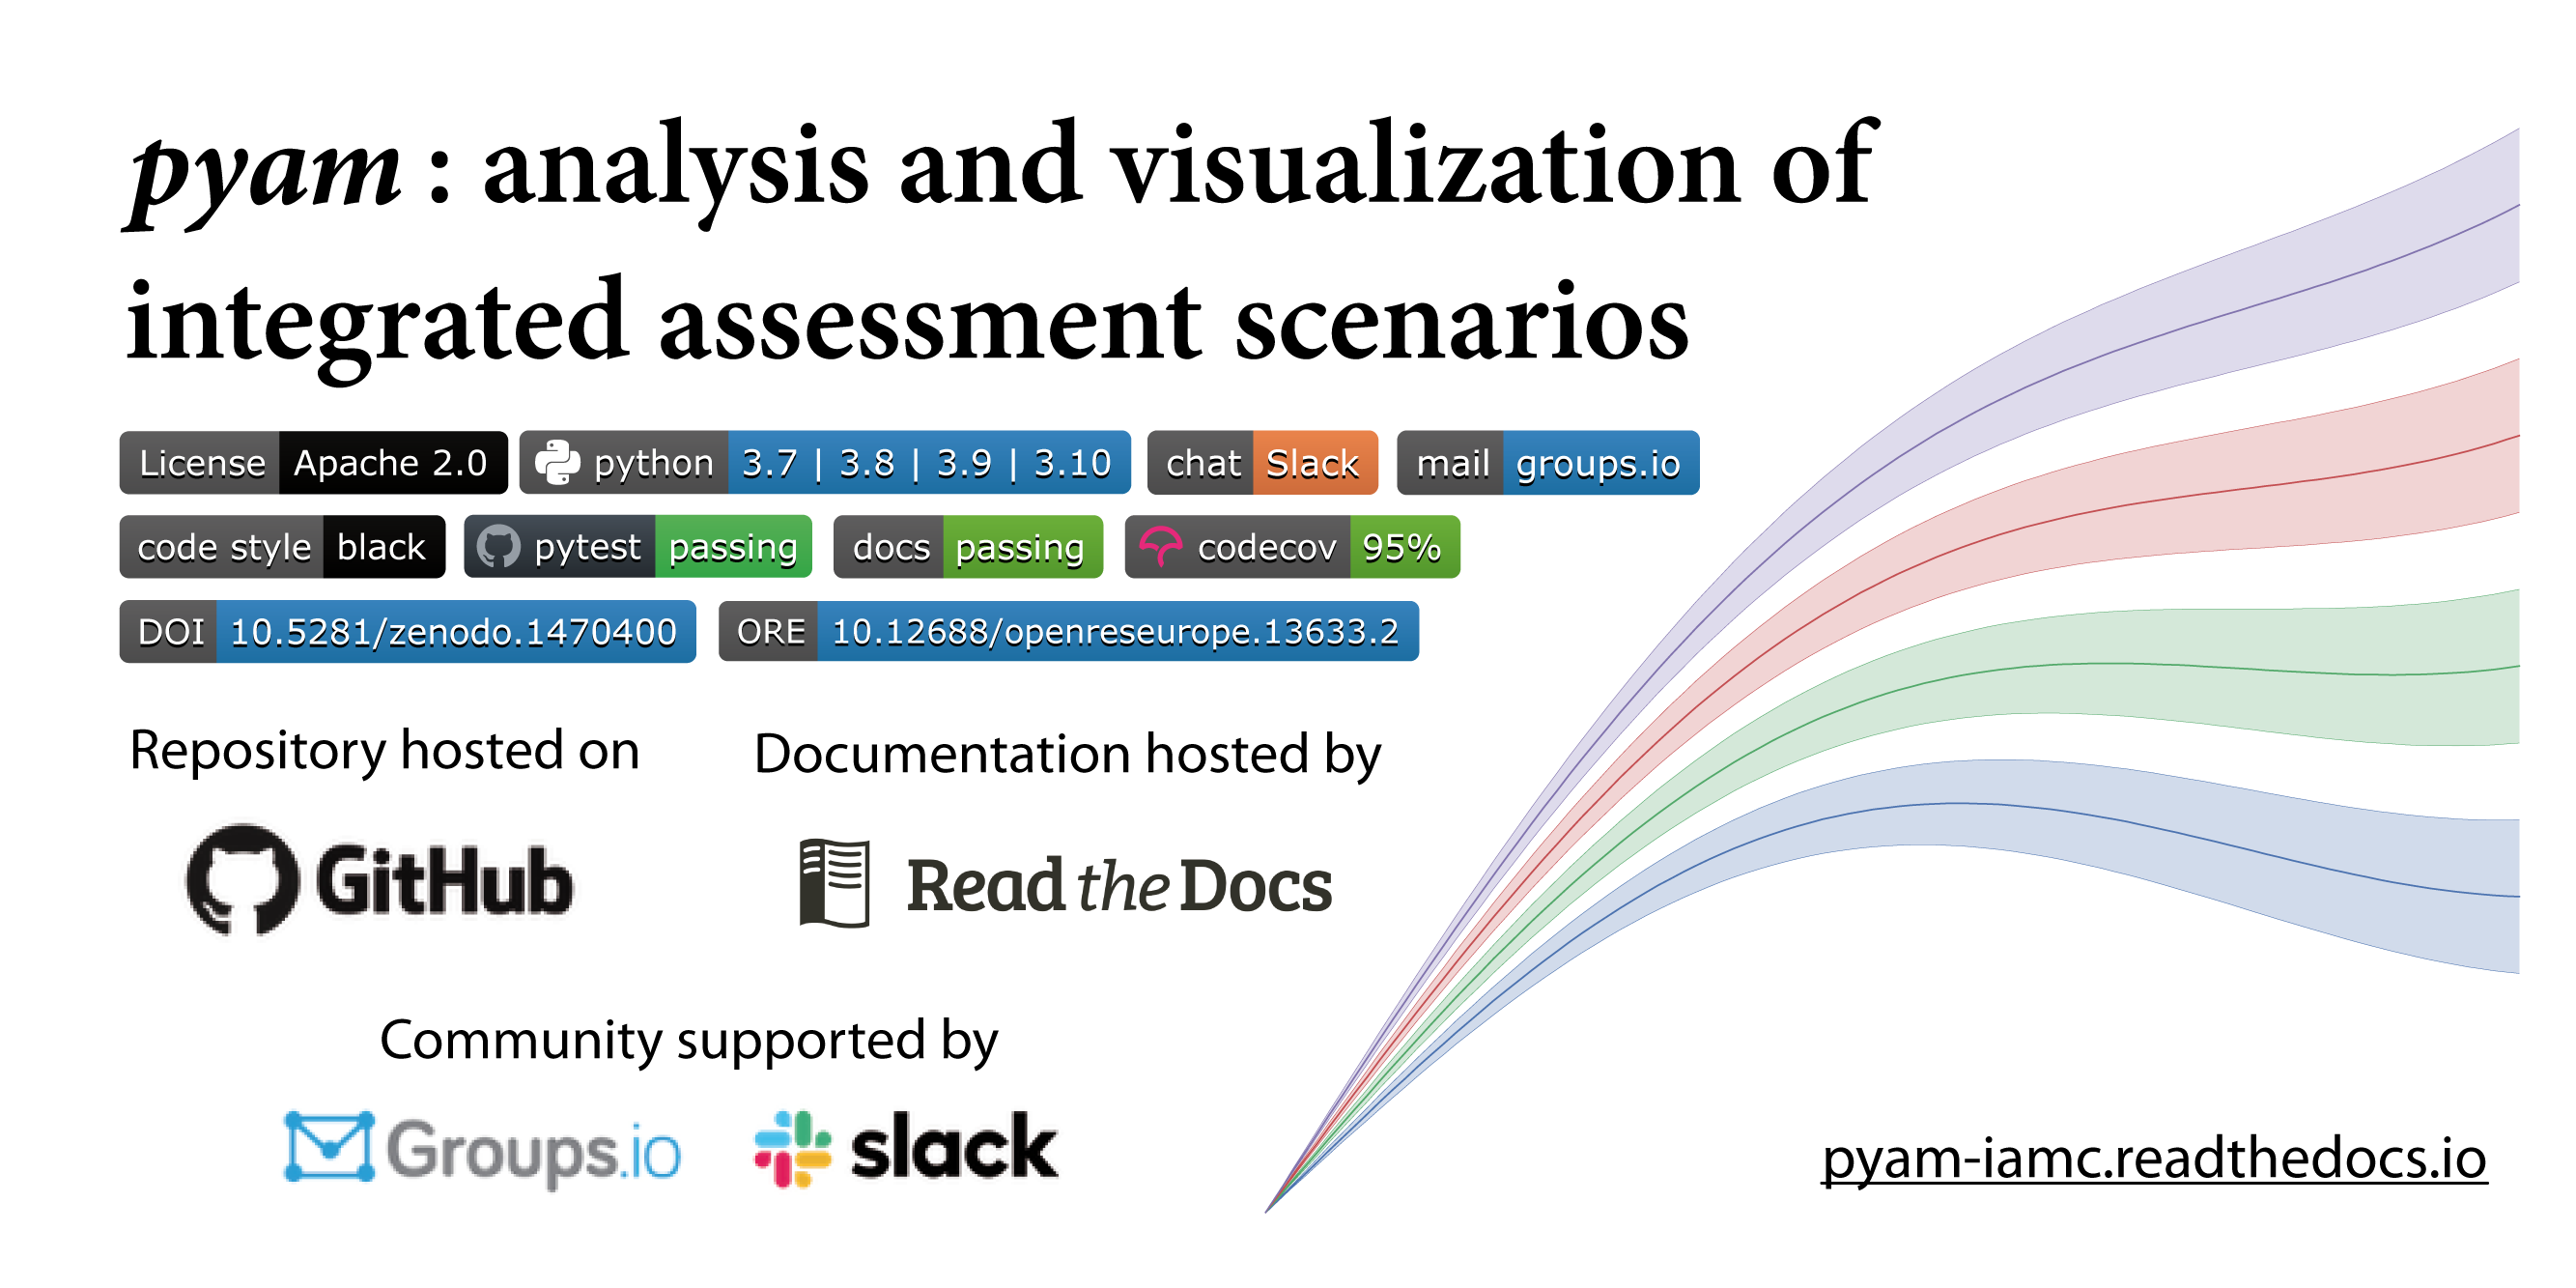 pyam : analysis and visualization of
integrated assessment scenarios
License Apache 2.0 python 3.7 | 3.8 | 3.9 | 3.10 chat Slack mail groups.io
code style black pytest passing docs passing codecov 95%
DOI 10.5281/zenodo.1470400 ORE 10.12688/openreseurope.13633.2
Repository hosted on
Documentation hosted by
GitHub
Read the Docs
Community supported by
Groups.io slack
pyam-iamc.readthedocs.io